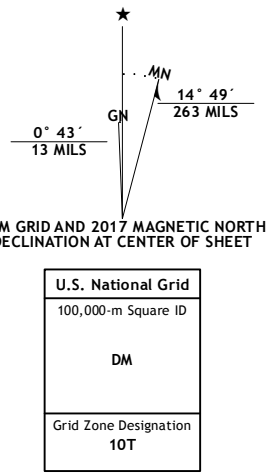 ★
MN
GN
14° 49´
263 MILS
0° 43´
13 MILS
M GRID AND 2017 MAGNETIC NORTH
DECLINATION AT CENTER OF SHEET
U.S. National Grid
100,000-m Square ID
DM
Grid Zone Designation
10T